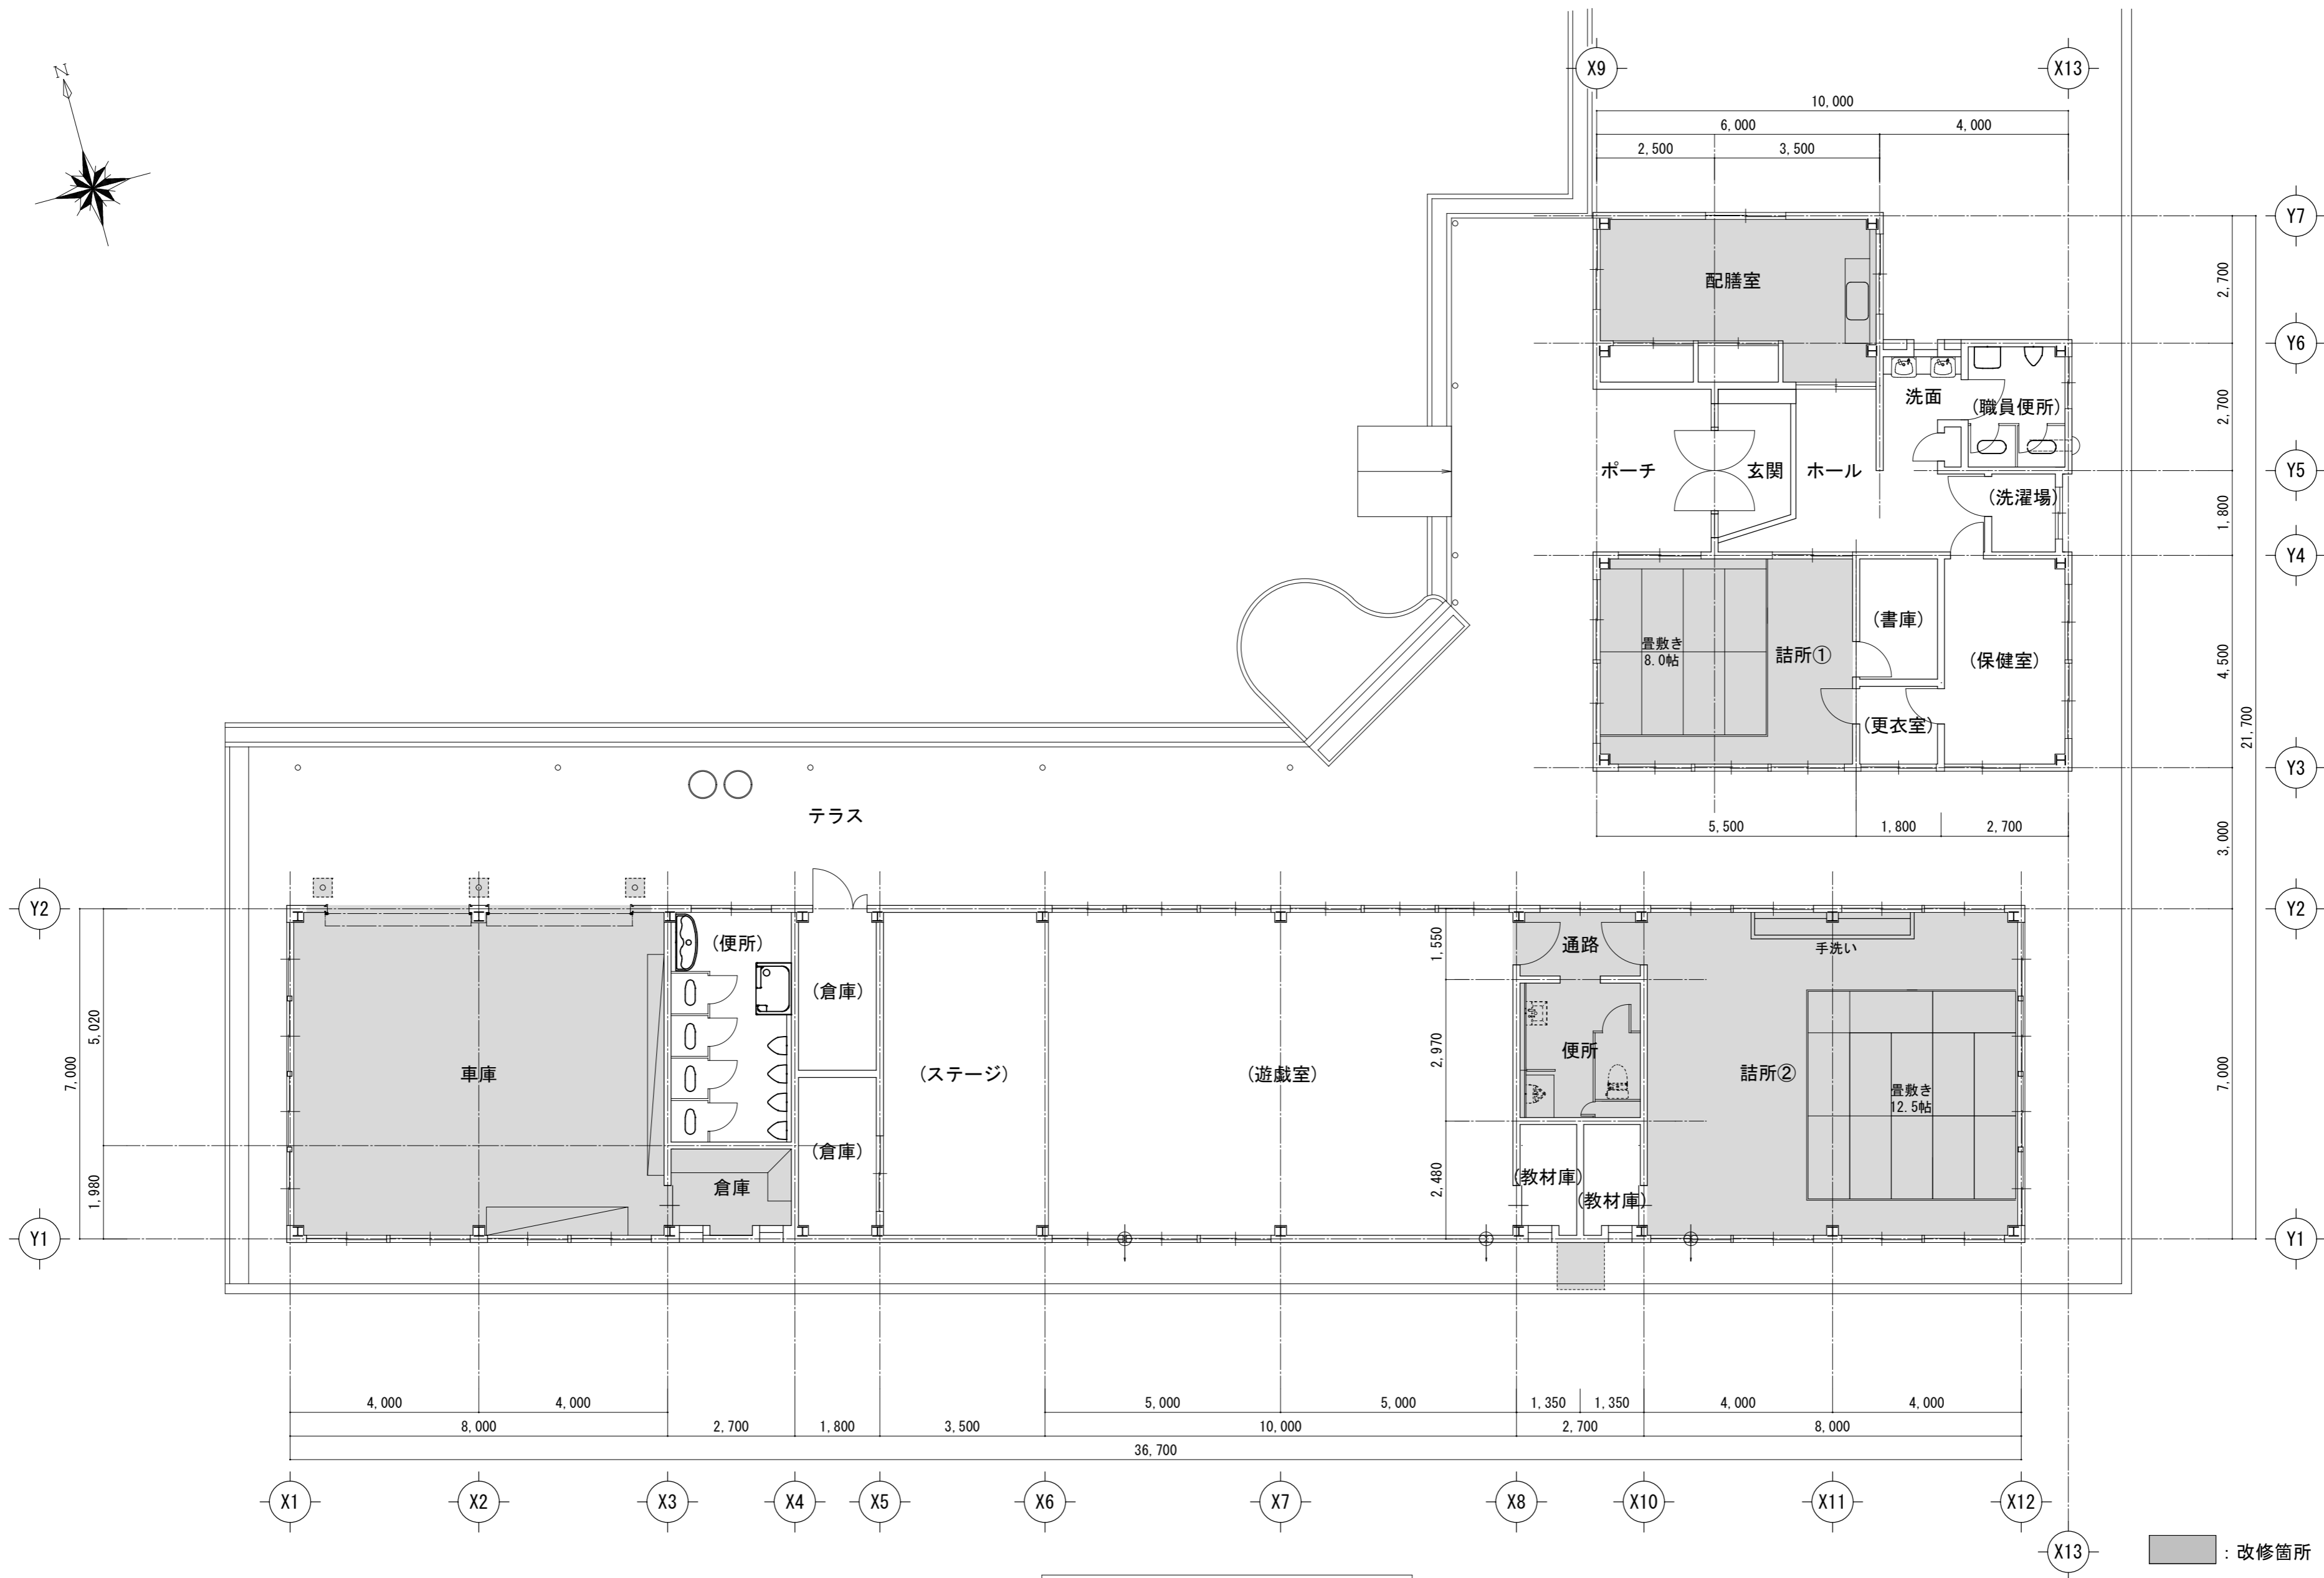 N
X9
X13
10,000
6,000
4,000
2,500
3,500
Y7
2,700
配膳室
Y6
洗面
(職員便所)
2,700
ポーチ
玄関
ホール
Y5
(洗濯場)
1,800
Y4
(書庫)
畳敷き
8.0帖
詰所①
(保健室)
4,500
(更衣室)
21,700
Y3
テラス
5,500
1,800
2,700
3,000
Y2
Y2
(便所)
1,550
通路
手洗い
(倉庫)
5,020
7,000
車庫
(ステージ)
(遊戯室)
2,970
便所
詰所②
畳敷き
12.5帖
7,000
(倉庫)
1,980
倉庫
2,480
(教材庫)
(教材庫)
Y1
Y1
4,000
4,000
5,000
5,000
1,350
1,350
4,000
4,000
8,000
2,700
1,800
3,500
10,000
2,700
8,000
36,700
X1
X2
X3
X4
X5
X6
X7
X8
X10
X11
X12
X13
:改修箇所